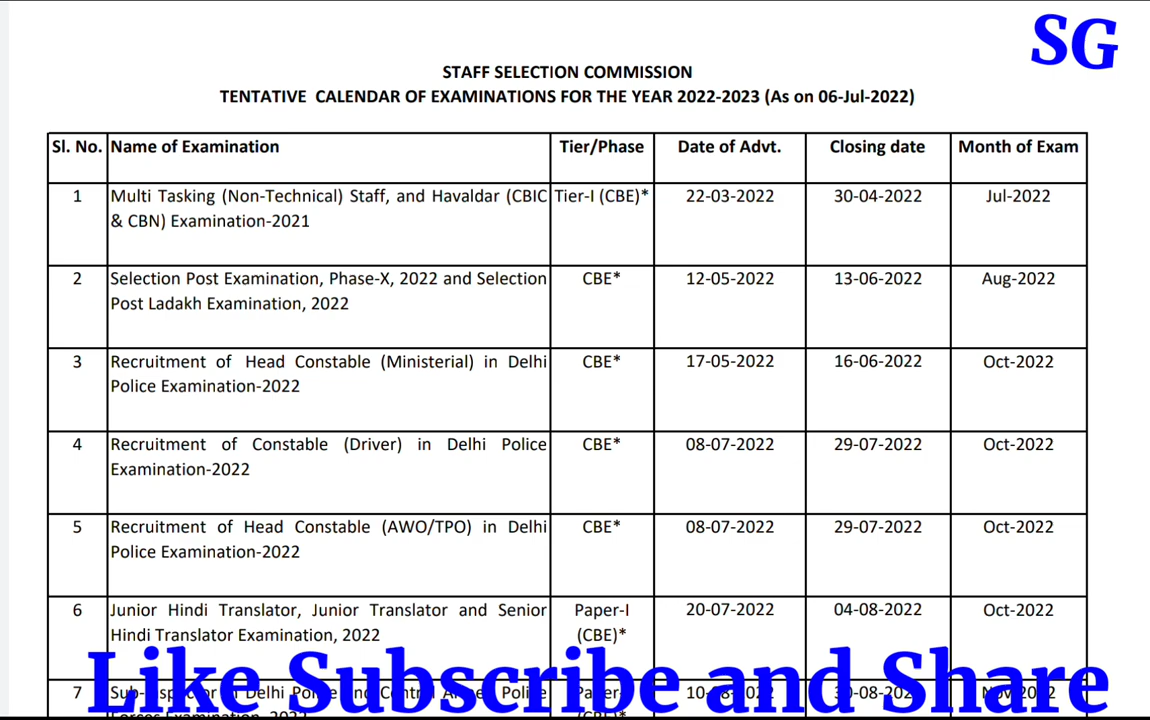 SG
STAFF SELECTION COMMISSION
TENTATIVE CALENDAR OF EXAMINATIONS FOR THE YEAR 2022-2023 (As on 06-Jul-2022)
Sl. No. Name of Examination Tier/Phase Date of Advt. Closing date Month of Exam
1 Multi Tasking (Non-Technical) Staff, and Havaldar (CBIC Tier-I (CBE)* 22-03-2022 30-04-2022 Jul-2022
& CBN) Examination-2021
2 Selection Post Examination, Phase-X, 2022 and Selection CBE* 12-05-2022 13-06-2022 Aug-2022
Post Ladakh Examination, 2022
3 Recruitment of Head Constable (Ministerial) in Delhi CBE* 17-05-2022 16-06-2022 Oct-2022
Police Examination-2022
4 Recruitment of Constable (Driver) in Delhi Police CBE* 08-07-2022 29-07-2022 Oct-2022
Examination-2022
5 Recruitment of Head Constable (AWO/TPO) in Delhi CBE* 08-07-2022 29-07-2022 Oct-2022
Police Examination-2022
6 Junior Hindi Translator, Junior Translator and Senior Paper-I 20-07-2022 04-08-2022 Oct-2022
Hindi Translator Examination, 2022 (CBE)*
Like Subscribe and Share
7 Delhi Police Police